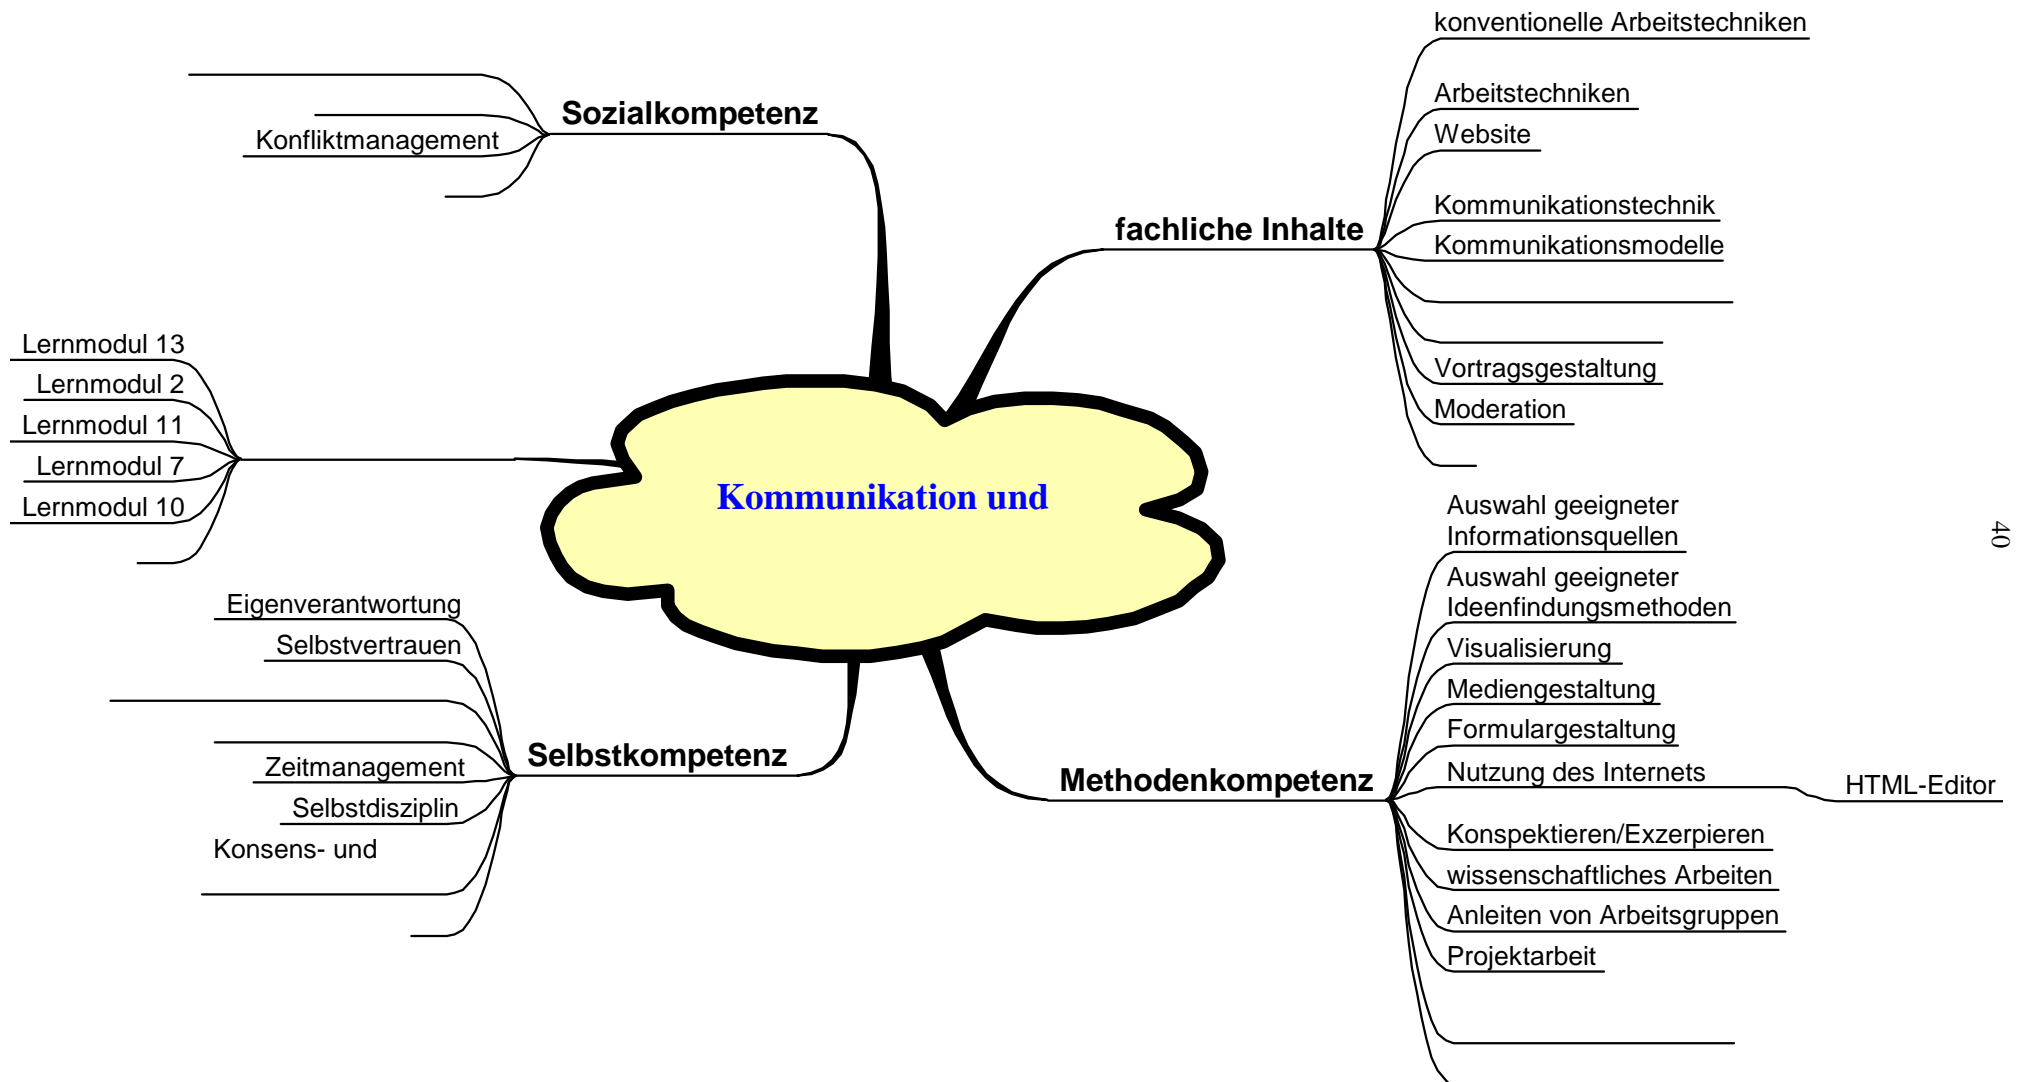 Sozialkompetenz
Konfliktmanagement
Lernmodul 13
Lernmodul 2
Lernmodul 11
Lernmodul 7
Lernmodul 10
Eigenverantwortung
Selbstvertrauen
Selbstkompetenz
Zeitmanagement
Selbstdisziplin
Konsens- und
Kommunikation und
konventionelle Arbeitstechniken
Arbeitstechniken
Website
Kommunikationstechnik
fachliche Inhalte
Kommunikationsmodelle
Vortragsgestaltung
Moderation
Auswahl geeigneter
Informationsquellen
Auswahl geeigneter
Ideenfindungsmethoden
Visualisierung
Mediengestaltung
Formulargestaltung
Methodenkompetenz
Nutzung des Internets
HTML-Editor
Konspektieren/Exzerpieren
wissenschaftliches Arbeiten
Anleiten von Arbeitsgruppen
Projektarbeit
40